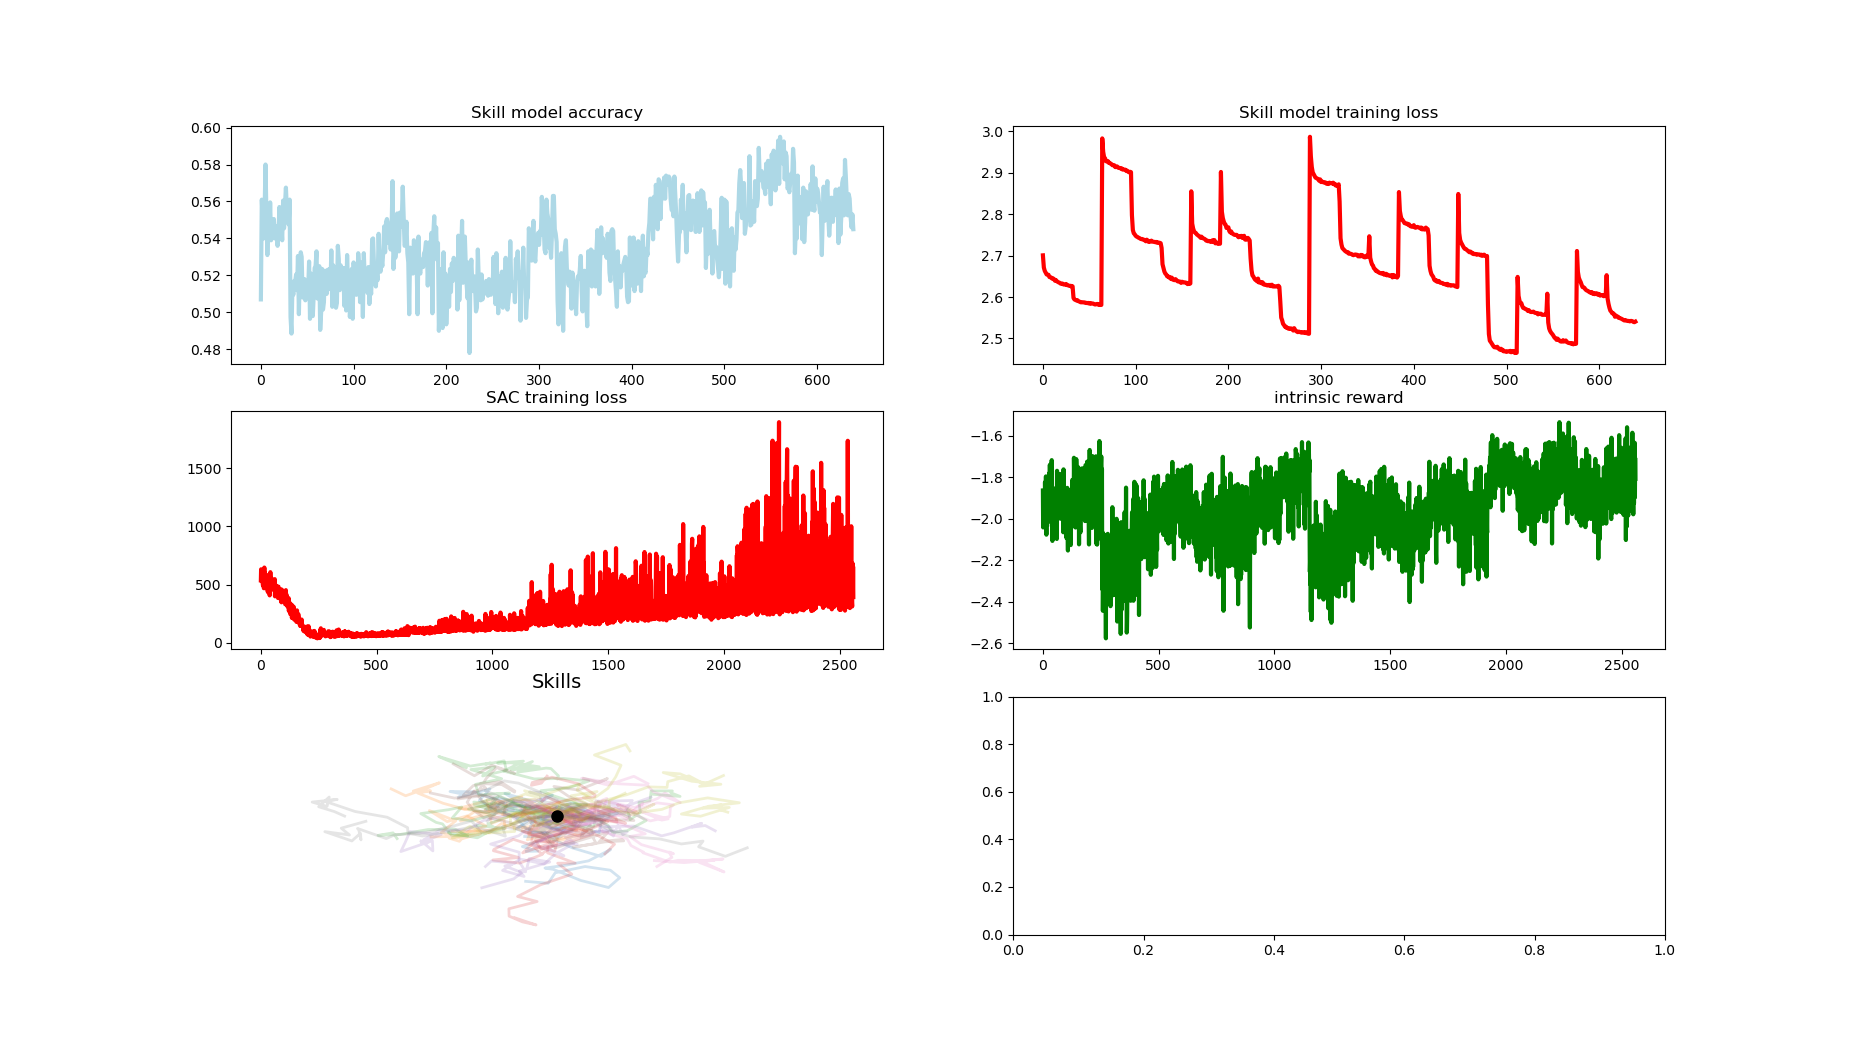 Skill model accuracy
0.60
0.58
0.56
0.54
0.52
0.50
0.48
0 100 200 300 400 500 600
Skill model training loss
3.0
2.9
2.8
2.7
2.6
2.5
0 100 200 300 400 500 600
SAC training loss
1500
1000
500
0
0 500 1000 1500 2000 2500
intrinsic reward
−1.6
−1.8
−2.0
−2.2
−2.4
−2.6
0 500 1000 1500 2000 2500
Skills
1.0
0.8
0.6
0.4
0.2
0.0
0.0 0.2 0.4 0.6 0.8 1.0